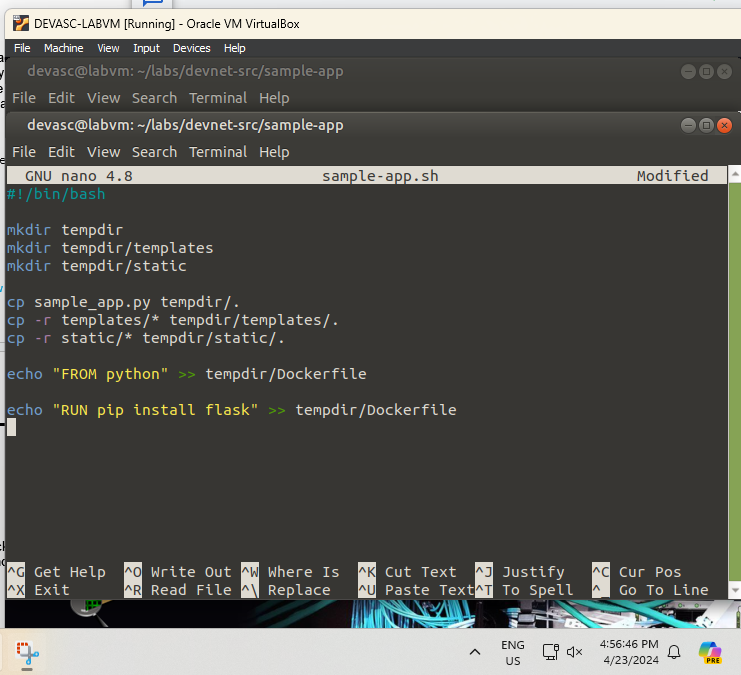 DEVASC-LABVM [Running] - Oracle VM VirtualBox
File Machine View Input Devices Help
devasc@labvm: ~/labs/devnet-src/sample-app
File Edit View Search Terminal Help
devasc@labvm: ~/labs/devnet-src/sample-app
File Edit View Search Terminal Help
GNU nano 4.8 sample-app.sh Modified
#!/bin/bash
mkdir tempdir
mkdir tempdir/templates
mkdir tempdir/static
cp sample_app.py tempdir/.
cp -r templates/* tempdir/templates/.
cp -r static/* tempdir/static/.
echo "FROM python" >> tempdir/Dockerfile
echo "RUN pip install flask" >> tempdir/Dockerfile
^G Get Help ^O Write Out ^W Where Is ^K Cut Text ^J Justify ^C Cur Pos
^X Exit ^R Read File ^\ Replace ^U Paste Text ^T To Spell ^_ Go To Line
ENG
US
4:56:46 PM
4/23/2024
PRE